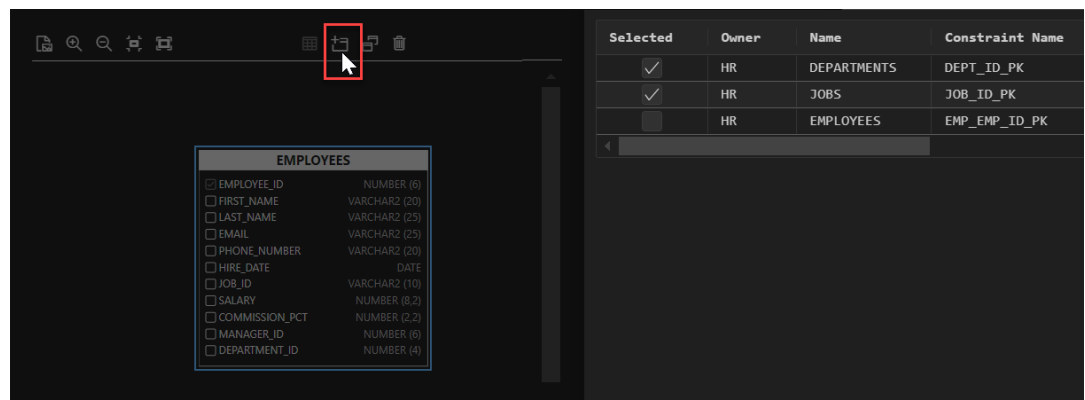 EMPLOYEES
EMPLOYEE_ID NUMBER (6)
FIRST_NAME VARCHAR2 (20)
LAST_NAME VARCHAR2 (25)
EMAIL VARCHAR2 (25)
PHONE_NUMBER VARCHAR2 (20)
HIRE_DATE DATE
JOB_ID VARCHAR2 (10)
SALARY NUMBER (8,2)
COMMISSION_PCT NUMBER (2,2)
MANAGER_ID NUMBER (6)
DEPARTMENT_ID NUMBER (4)
Selected Owner Name Constraint Name
HR DEPARTMENTS DEPT_ID_PK
HR JOBS JOB_ID_PK
HR EMPLOYEES EMP_EMP_ID_PK